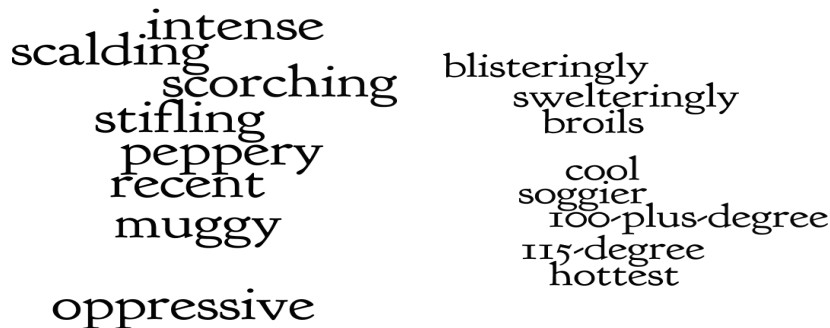 intense
scalding
scorching
stifling
peppery
recent
muggy
oppressive
blisteringly
swelteringly
broils
cool
soggier
100-plus-degree
115-degree
hottest